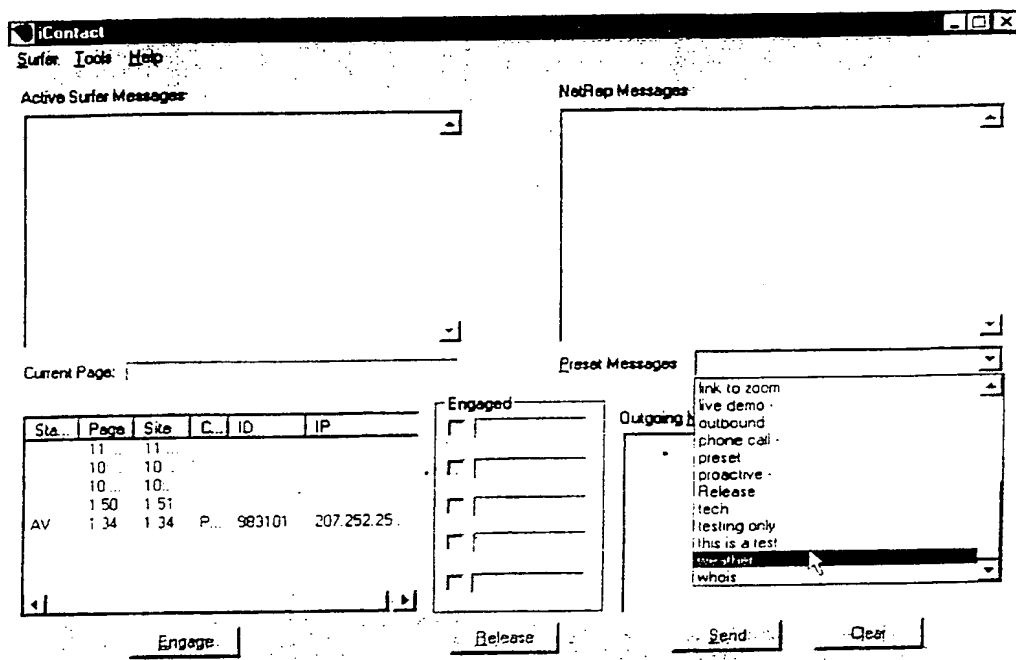 iContact
Surfer Tools Help
Active Surfer Messages
NetRep Messages
Current Page:
Preset Messages
link to zoom
live demo -
outbound
phone call -
preset
proactive -
Release
tech
testing only
this is a test
weather
whois
Sta... Page Site C... ID IP
11 ... 11 ...
10 ... 10 ...
10 ... 10...
1:50 1:51
AV 1:34 1:34 P... 983101 207.252.25.
Engaged
Outgoing
Engage
Release
Send
Clear